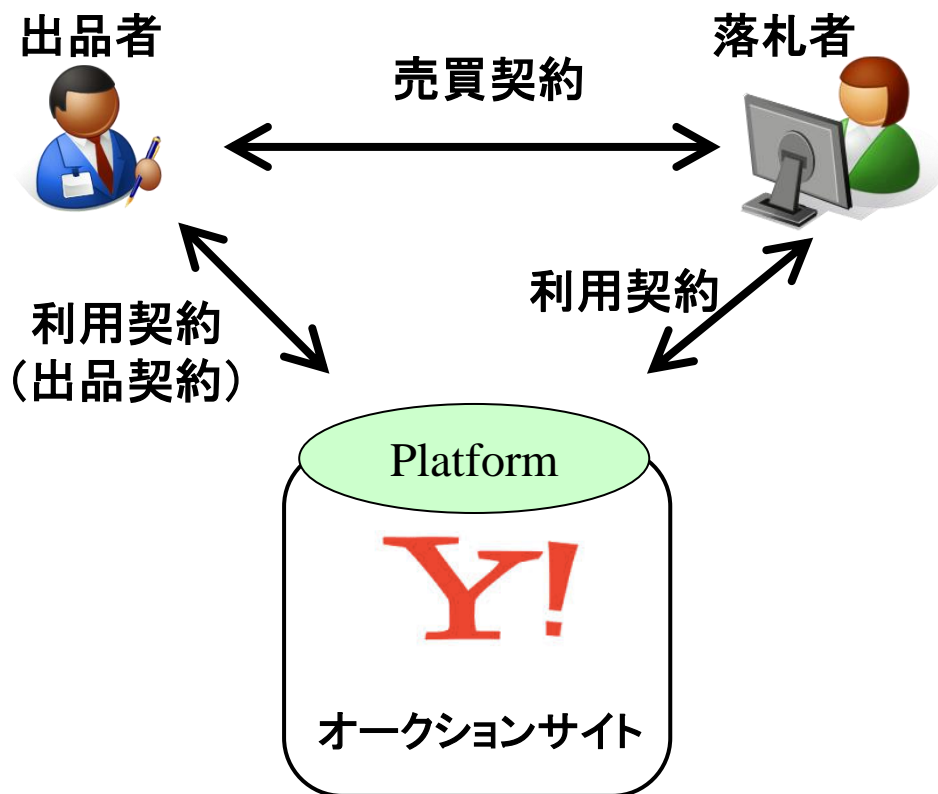 出品者
落札者
売買契約
利用契約
利用契約
（出品契約）
Platform
Y!
オークションサイト